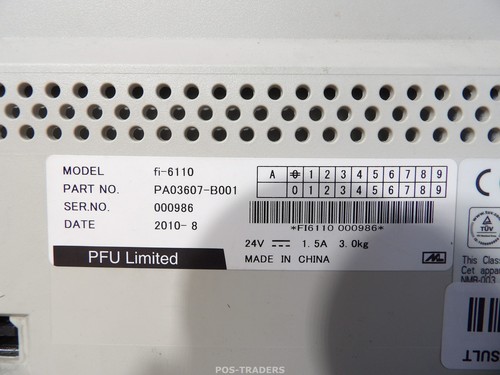 MODEL fi-6110
PART NO. PA03607-B001
SER.NO. 000986
DATE 2010- 8
PFU Limited
A 0 1 2 3 4 5 6 7 8 9
0 1 2 3 4 5 6 7 8 9
*FI6110 000986*
24V 1.5A 3.0kg
MADE IN CHINA
TÜV
This Class
Cet appar
NMB-003
SULT
POS-TRADERS